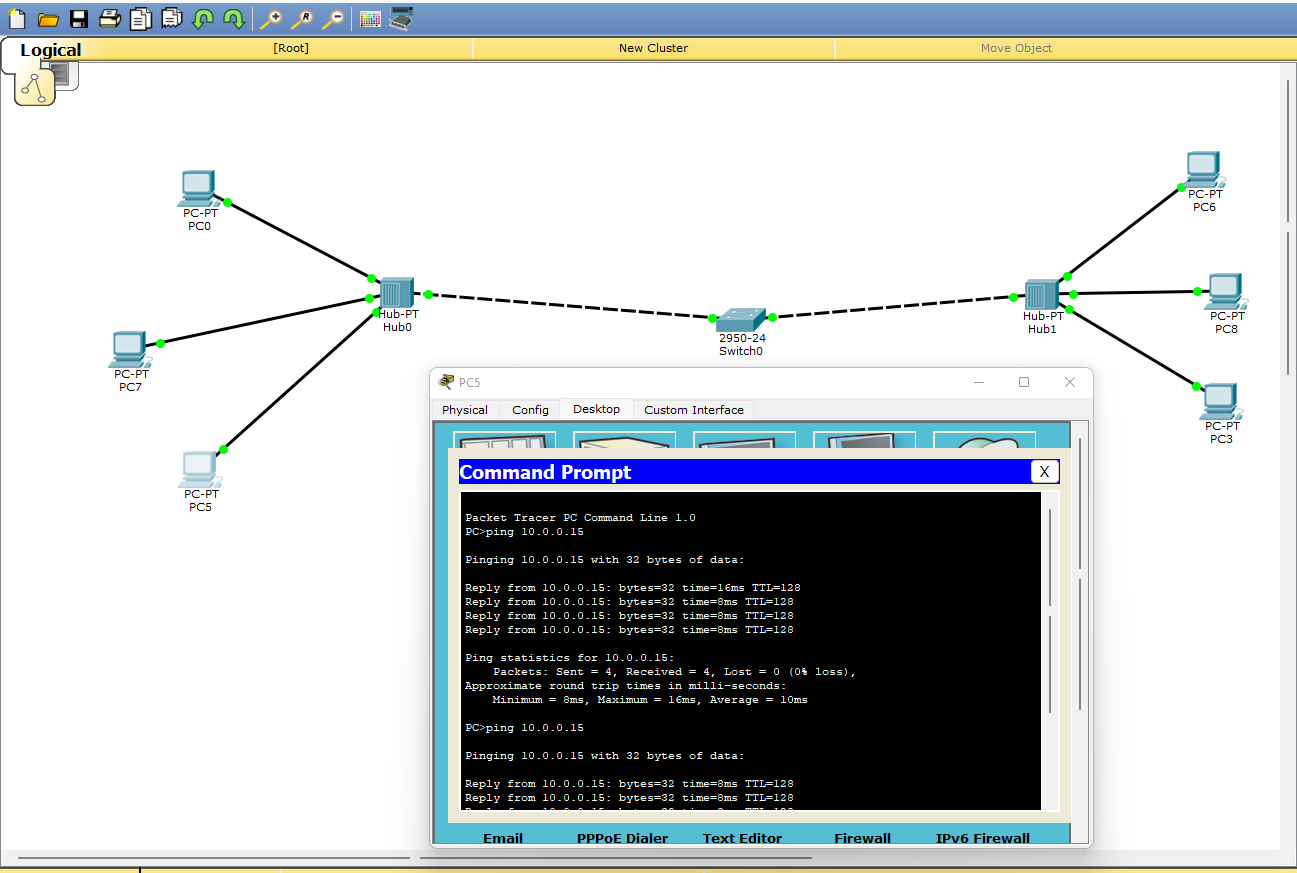 R
Logical
[Root]
New Cluster
Move Object
PC-PT
PC6
PC-PT
PC0
PC-PT
PC8
Hub-PT
Hub0
Hub-PT
Hub1
2950-24
Switch0
PC-PT
PC7
PC-PT
PC3
PC-PT
PC5
PC5
Physical
Config
Desktop
Custom Interface
Command Prompt
X
Packet Tracer PC Command Line 1.0
PC>ping 10.0.0.15
Pinging 10.0.0.15 with 32 bytes of data:
Reply from 10.0.0.15: bytes=32 time=16ms TTL=128
Reply from 10.0.0.15: bytes=32 time=8ms TTL=128
Reply from 10.0.0.15: bytes=32 time=8ms TTL=128
Reply from 10.0.0.15: bytes=32 time=8ms TTL=128
Ping statistics for 10.0.0.15:
Packets: Sent = 4, Received = 4, Lost = 0 (0% loss),
Approximate round trip times in milli-seconds:
Minimum = 8ms, Maximum = 16ms, Average = 10ms
PC>ping 10.0.0.15
Pinging 10.0.0.15 with 32 bytes of data:
Reply from 10.0.0.15: bytes=32 time=8ms TTL=128
Reply from 10.0.0.15: bytes=32 time=8ms TTL=128
Email
PPPoE Dialer
Text Editor
Firewall
IPv6 Firewall